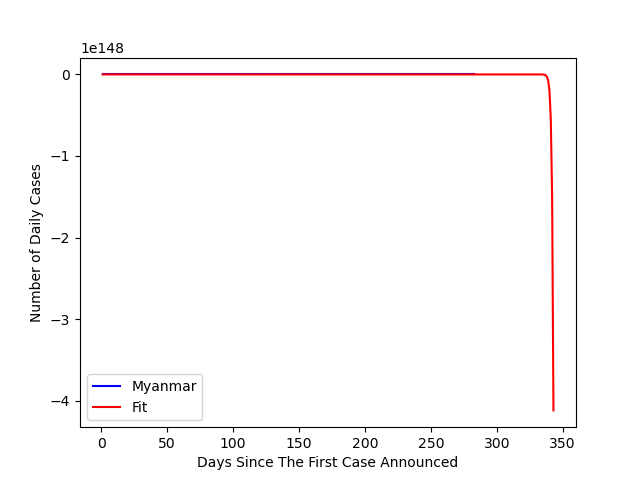 1e148
0
−1
−2
−3
−4
Number of Daily Cases
Myanmar
Fit
0 50 100 150 200 250 300 350
Days Since The First Case Announced